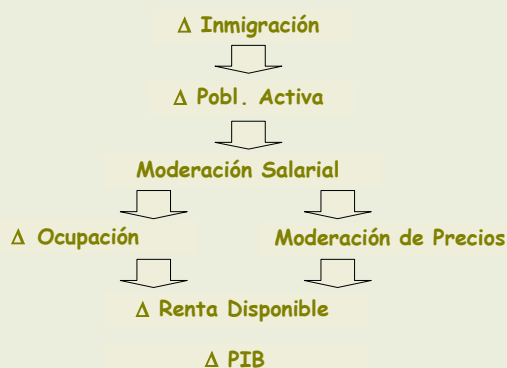 Δ Inmigración
Δ Pobl. Activa
Moderación Salarial
Δ Ocupación
Moderación de Precios
Δ Renta Disponible
Δ PIB